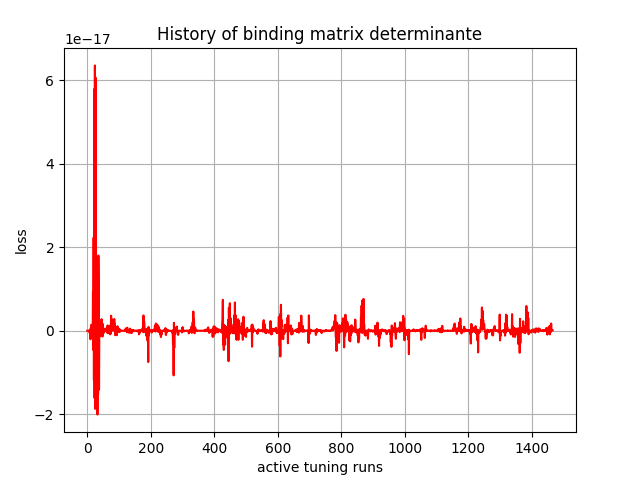 History of binding matrix determinante
1e−17
6
4
2
0
−2
loss
0 200 400 600 800 1000 1200 1400
active tuning runs